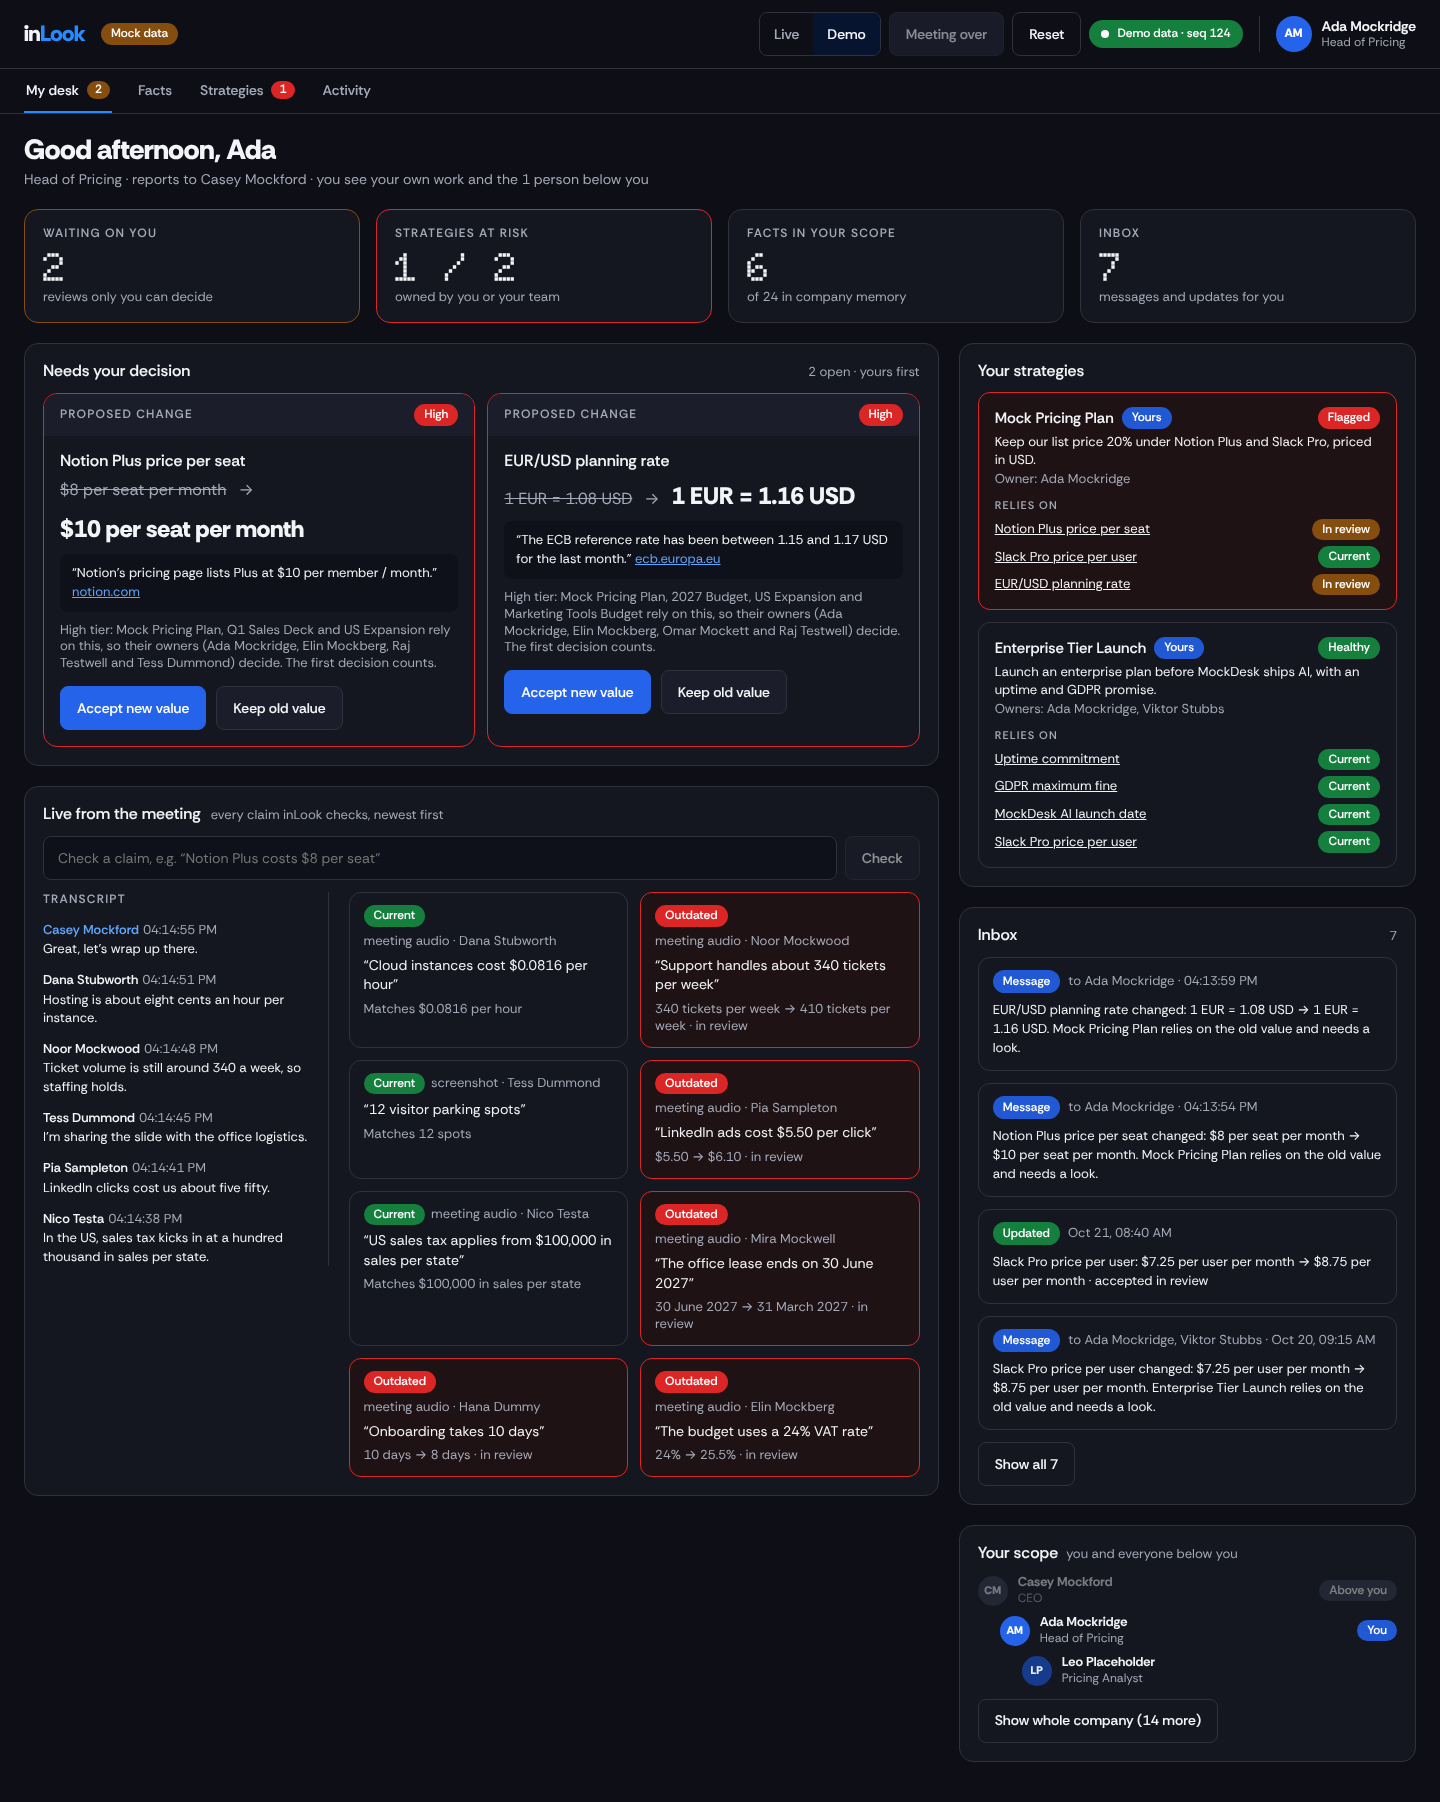 inLook
Mock data
Live
Demo
Meeting over
Reset
Demo data · seq 124
AM
Ada Mockridge
Head of Pricing
My desk 2
Facts
Strategies 1
Activity
Good afternoon, Ada
Head of Pricing · reports to Casey Mockford · you see your own work and the 1 person below you
WAITING ON YOU
2
reviews only you can decide
STRATEGIES AT RISK
1 / 2
owned by you or your team
FACTS IN YOUR SCOPE
6
of 24 in company memory
INBOX
7
messages and updates for you
Needs your decision
2 open · yours first
PROPOSED CHANGE
High
Notion Plus price per seat
$8 per seat per month →
$10 per seat per month
“Notion’s pricing page lists Plus at $10 per member / month.”
notion.com
High tier: Mock Pricing Plan, Q1 Sales Deck and US Expansion rely
on this, so their owners (Ada Mockridge, Elin Mockberg, Raj
Testwell and Tess Dummond) decide. The first decision counts.
Accept new value
Keep old value
PROPOSED CHANGE
High
EUR/USD planning rate
1 EUR = 1.08 USD → 1 EUR = 1.16 USD
“The ECB reference rate has been between 1.15 and 1.17 USD
for the last month.” ecb.europa.eu
High tier: Mock Pricing Plan, 2027 Budget, US Expansion and
Marketing Tools Budget rely on this, so their owners (Ada
Mockridge, Elin Mockberg, Omar Mockett and Raj Testwell) decide.
The first decision counts.
Accept new value
Keep old value
Live from the meeting every claim inLook checks, newest first
Check a claim, e.g. “Notion Plus costs $8 per seat”
Check
TRANSCRIPT
Casey Mockford 04:14:55 PM
Great, let’s wrap up there.
Dana Stubworth 04:14:51 PM
Hosting is about eight cents an hour per
instance.
Noor Mockwood 04:14:48 PM
Ticket volume is still around 340 a week, so
staffing holds.
Tess Dummond 04:14:45 PM
I’m sharing the slide with the office logistics.
Pia Sampleton 04:14:41 PM
LinkedIn clicks cost us about five fifty.
Nico Testa 04:14:38 PM
In the US, sales tax kicks in at a hundred
thousand in sales per state.
Current
meeting audio · Dana Stubworth
“Cloud instances cost $0.0816 per
hour”
Matches $0.0816 per hour
Outdated
meeting audio · Noor Mockwood
“Support handles about 340 tickets
per week”
340 tickets per week → 410 tickets per
week · in review
Current screenshot · Tess Dummond
“12 visitor parking spots”
Matches 12 spots
Outdated
meeting audio · Pia Sampleton
“LinkedIn ads cost $5.50 per click”
$5.50 → $6.10 · in review
Current meeting audio · Nico Testa
“US sales tax applies from $100,000 in
sales per state”
Matches $100,000 in sales per state
Outdated
meeting audio · Mira Mockwell
“The office lease ends on 30 June
2027”
30 June 2027 → 31 March 2027 · in
review
Outdated
meeting audio · Hana Dummy
“Onboarding takes 10 days”
10 days → 8 days · in review
Outdated
meeting audio · Elin Mockberg
“The budget uses a 24% VAT rate”
24% → 25.5% · in review
Your strategies
Mock Pricing Plan Yours Flagged
Keep our list price 20% under Notion Plus and Slack Pro, priced
in USD.
Owner: Ada Mockridge
RELIES ON
Notion Plus price per seat In review
Slack Pro price per user Current
EUR/USD planning rate In review
Enterprise Tier Launch Yours Healthy
Launch an enterprise plan before MockDesk ships AI, with an
uptime and GDPR promise.
Owners: Ada Mockridge, Viktor Stubbs
RELIES ON
Uptime commitment Current
GDPR maximum fine Current
MockDesk AI launch date Current
Slack Pro price per user Current
Inbox
7
Message to Ada Mockridge · 04:13:59 PM
EUR/USD planning rate changed: 1 EUR = 1.08 USD → 1 EUR =
1.16 USD. Mock Pricing Plan relies on the old value and needs a
look.
Message to Ada Mockridge · 04:13:54 PM
Notion Plus price per seat changed: $8 per seat per month →
$10 per seat per month. Mock Pricing Plan relies on the old value
and needs a look.
Updated Oct 21, 08:40 AM
Slack Pro price per user: $7.25 per user per month → $8.75 per
user per month · accepted in review
Message to Ada Mockridge, Viktor Stubbs · Oct 20, 09:15 AM
Slack Pro price per user changed: $7.25 per user per month →
$8.75 per user per month. Enterprise Tier Launch relies on the
old value and needs a look.
Show all 7
Your scope you and everyone below you
CM
Casey Mockford
CEO
Above you
AM
Ada Mockridge
Head of Pricing
You
LP
Leo Placeholder
Pricing Analyst
Show whole company (14 more)